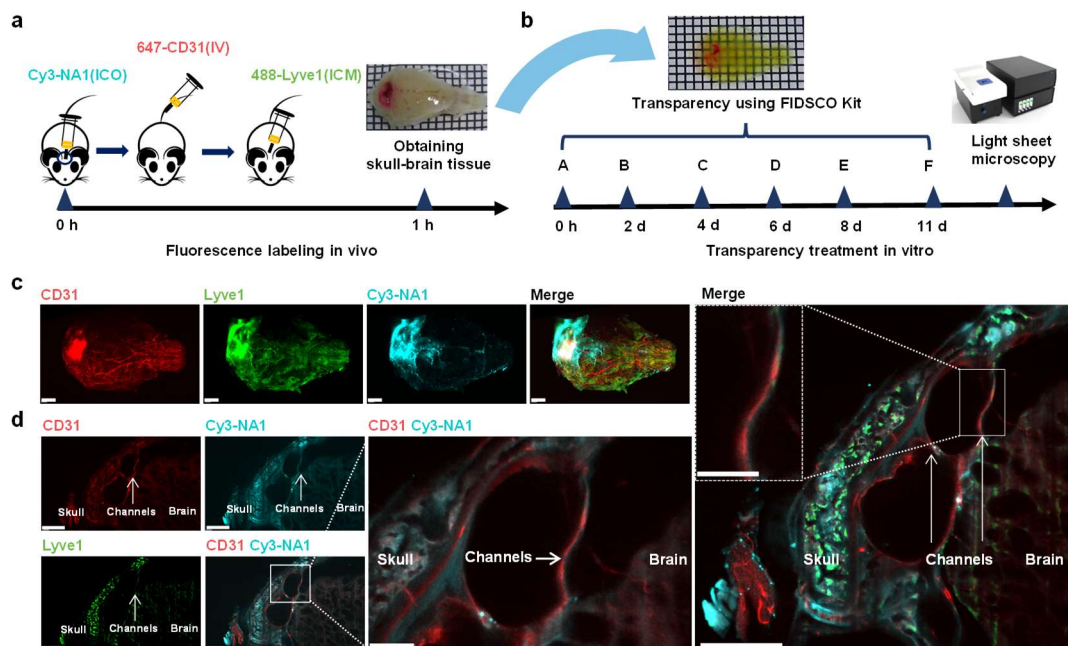 a
647-CD31(IV)
Cy3-NA1(ICO)
488-Lyve1(ICM)
Obtaining
skull-brain tissue
0 h
1 h
Fluorescence labeling in vivo
b
Transparency using FIDSCO Kit
Light sheet
microscopy
A B C D E F
0 h 2 d 4 d 6 d 8 d 11 d
Transparency treatment in vitro
c
CD31 Lyve1 Cy3-NA1 Merge
Merge
Skull
Channels
Brain
d
CD31 Cy3-NA1
Skull Channels Brain
Skull Channels Brain
Lyve1 CD31 Cy3-NA1
Skull Channels Brain
CD31 Cy3-NA1
Skull
Channels
Brain